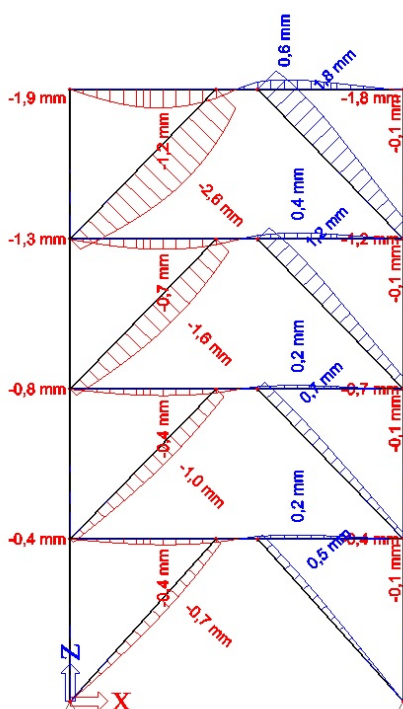 0,6 mm
1,8 mm
-1,9 mm
-1,8 mm
-0,1 mm
-1,2 mm
-2,6 mm
0,4 mm
-1,3 mm
1,2 mm
-1,2 mm
-0,1 mm
-0,7 mm
-1,6 mm
0,2 mm
-0,8 mm
0,7 mm
-0,7 mm
-0,1 mm
-0,4 mm
-1,0 mm
0,2 mm
-0,4 mm
0,5 mm
-0,4 mm
-0,1 mm
-0,4 mm
-0,7 mm
Z
X